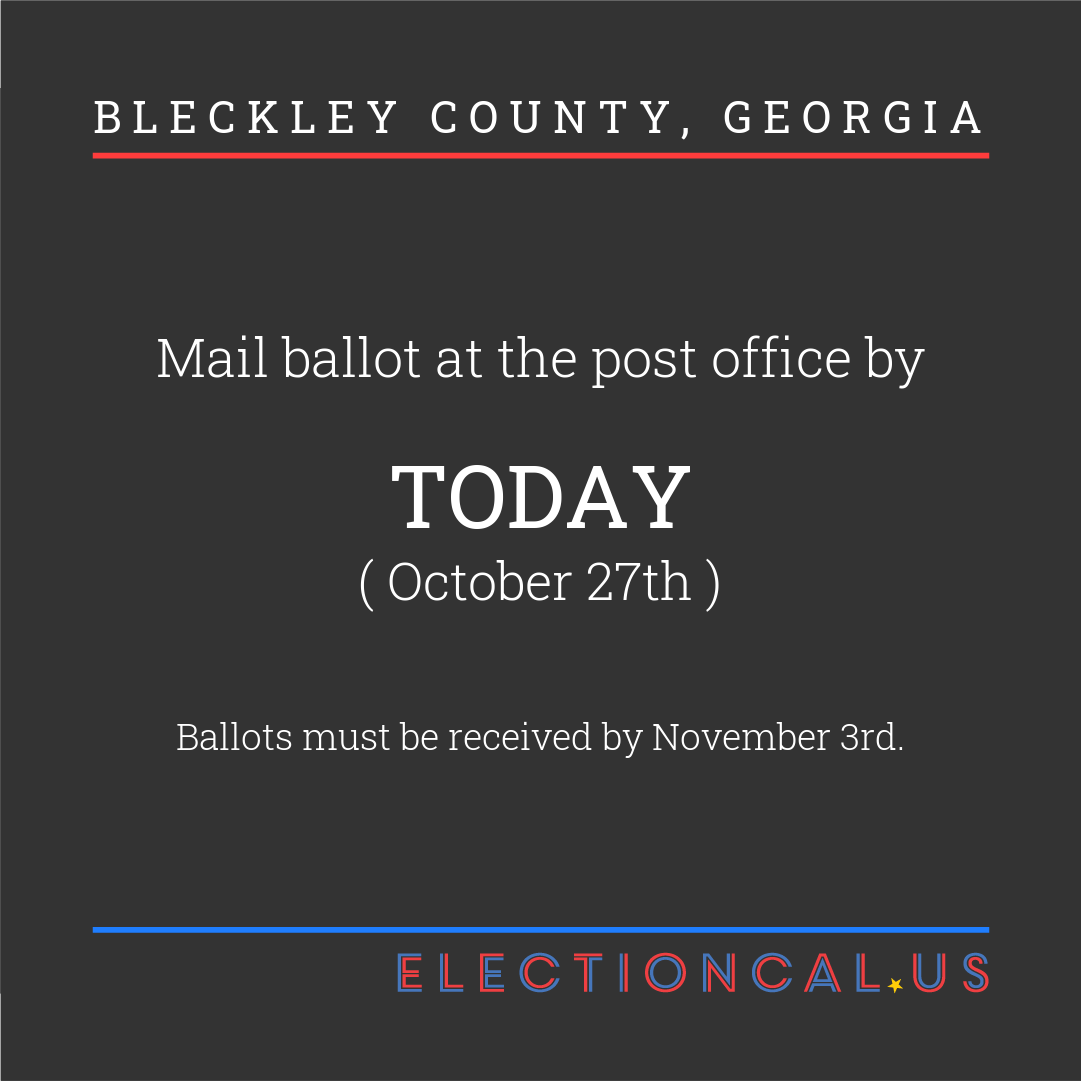 BLECKLEY COUNTY, GEORGIA
Mail ballot at the post office by
TODAY
( October 27th )
Ballots must be received by November 3rd.
ELECTIONCAL.US